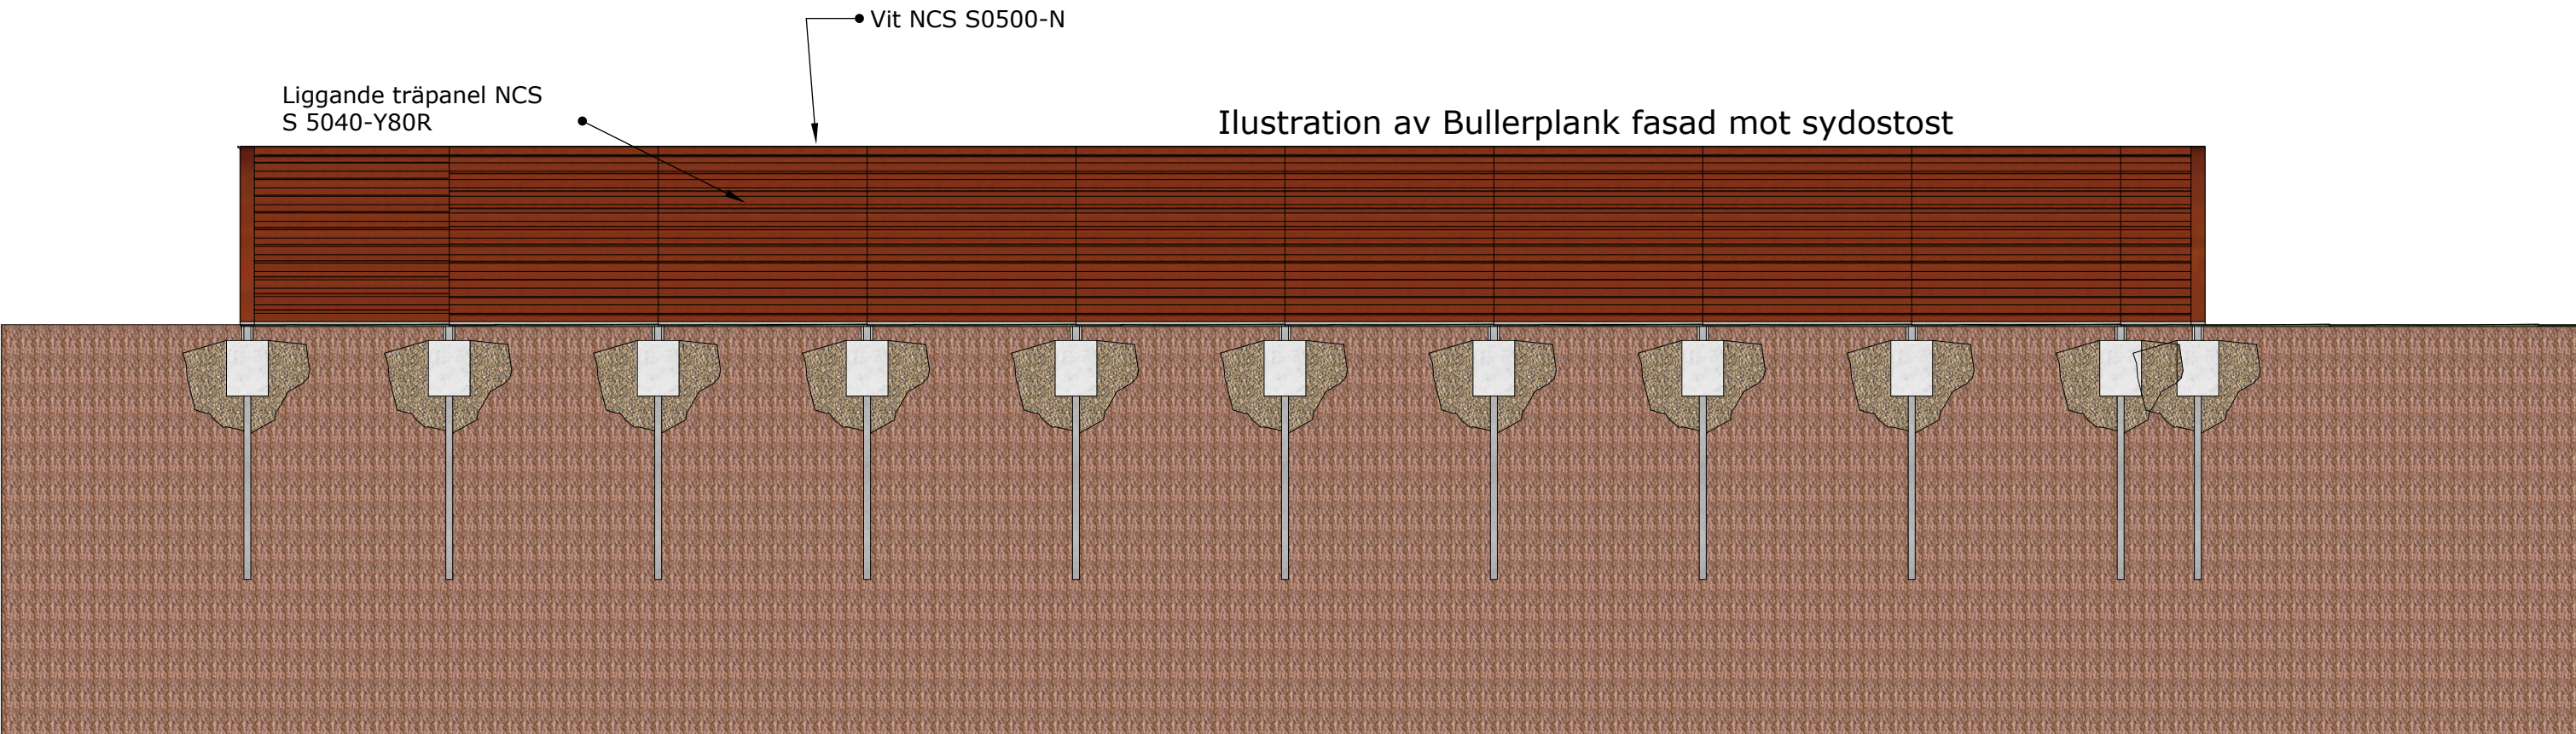 Vit NCS S0500-N
Liggande träpanel NCS
S 5040-Y80R
Ilustration av Bullerplank fasad mot sydostost